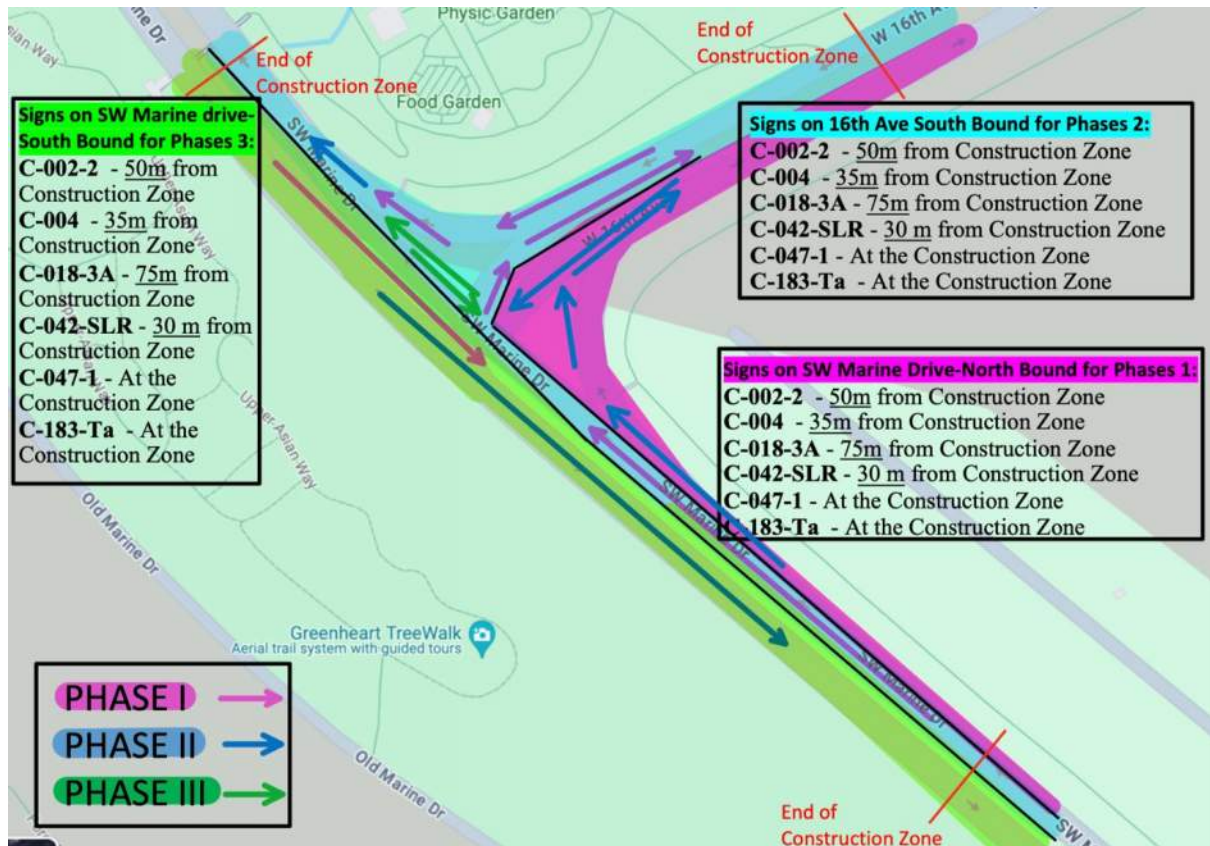 Physic Garden
W 16th Av
End of
Construction Zone
Marine Dr
End of
Construction Zone
Food Garden
Signs on SW Marine drive-
South Bound for Phases 3:
C-002-2 - 50m from
Construction Zone
C-004 - 35m from
Construction Zone
C-018-3A - 75m from
Construction Zone
C-042-SLR - 30 m from
Construction Zone
C-047-1 - At the
Construction Zone
C-183-Ta - At the
Construction Zone
Signs on 16th Ave South Bound for Phases 2:
C-002-2 - 50m from Construction Zone
C-004 - 35m from Construction Zone
C-018-3A - 75m from Construction Zone
C-042-SLR - 30 m from Construction Zone
C-047-1 - At the Construction Zone
C-183-Ta - At the Construction Zone
SW Marine Dr
W 16th Ave
SW Marine Dr
Signs on SW Marine Drive-North Bound for Phases 1:
C-002-2 - 50m from Construction Zone
C-004 - 35m from Construction Zone
C-018-3A - 75m from Construction Zone
C-042-SLR - 30 m from Construction Zone
C-047-1 - At the Construction Zone
C-183-Ta - At the Construction Zone
Upper Asian Way
Old Marine Dr
SW Marine Dr
Greenheart TreeWalk
Aerial trail system with guided tours
SW Marine Dr
PHASE I
PHASE II
PHASE III
Old Marine Dr
End of
Construction Zone
SW M